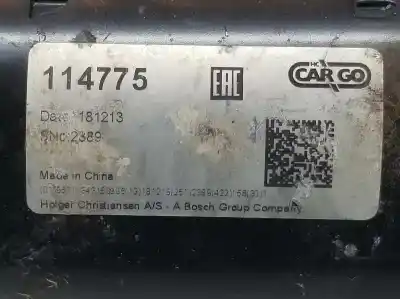 114775
EAC
HC
CARGO
Date: 181213
SNo: 2389
Made in China
Holger Christiansen A/S - A Bosch Group Company